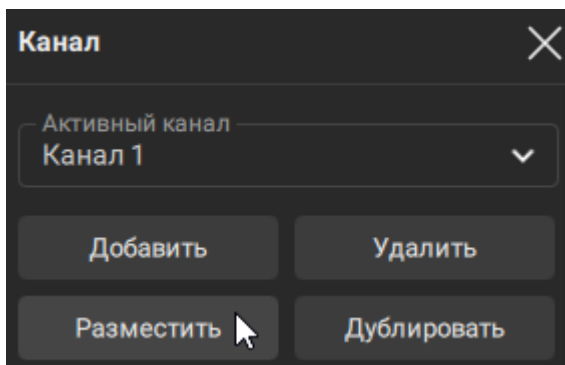 Канал
Активный канал
Канал 1
Добавить Удалить
Разместить Дублировать